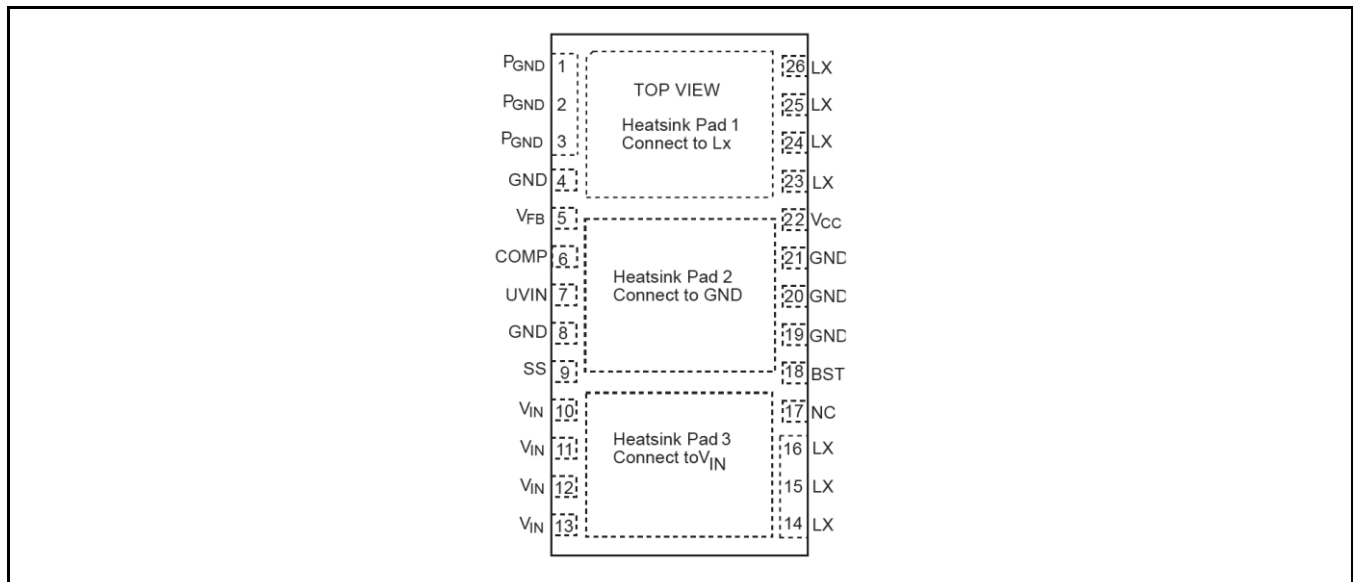 PGND 1
PGND 2
PGND 3
GND 4
VFB 5
COMP 6
UVIN 7
GND 8
SS 9
VIN 10
VIN 11
VIN 12
VIN 13
TOP VIEW
Heatsink Pad 1
Connect to Lx
Heatsink Pad 2
Connect to GND
Heatsink Pad 3
Connect toVIN
26 LX
25 LX
24 LX
23 LX
22 VCC
21 GND
20 GND
19 GND
18 BST
17 NC
16 LX
15 LX
14 LX